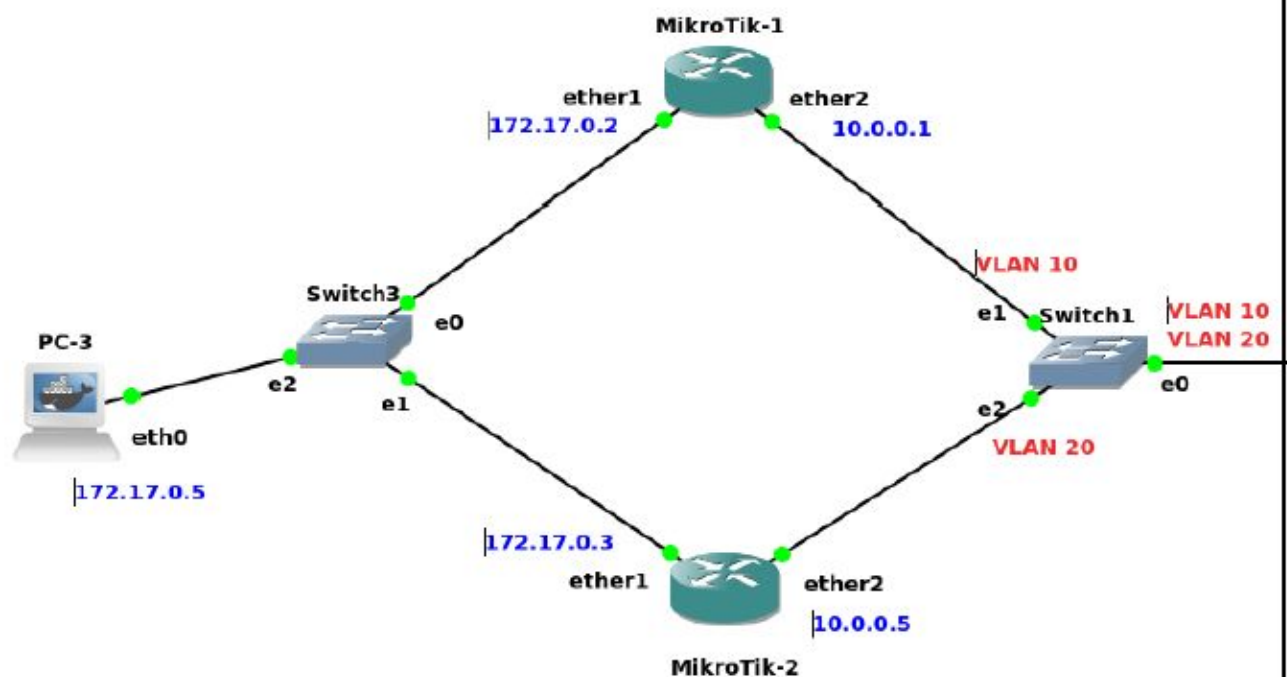 MikroTik-1
ether1
ether2
172.17.0.2
10.0.0.1
VLAN 10
Switch3
e0
e1
Switch1
VLAN 10
VLAN 20
PC-3
e2
e1
e0
e2
eth0
VLAN 20
172.17.0.5
172.17.0.3
ether1
ether2
10.0.0.5
MikroTik-2